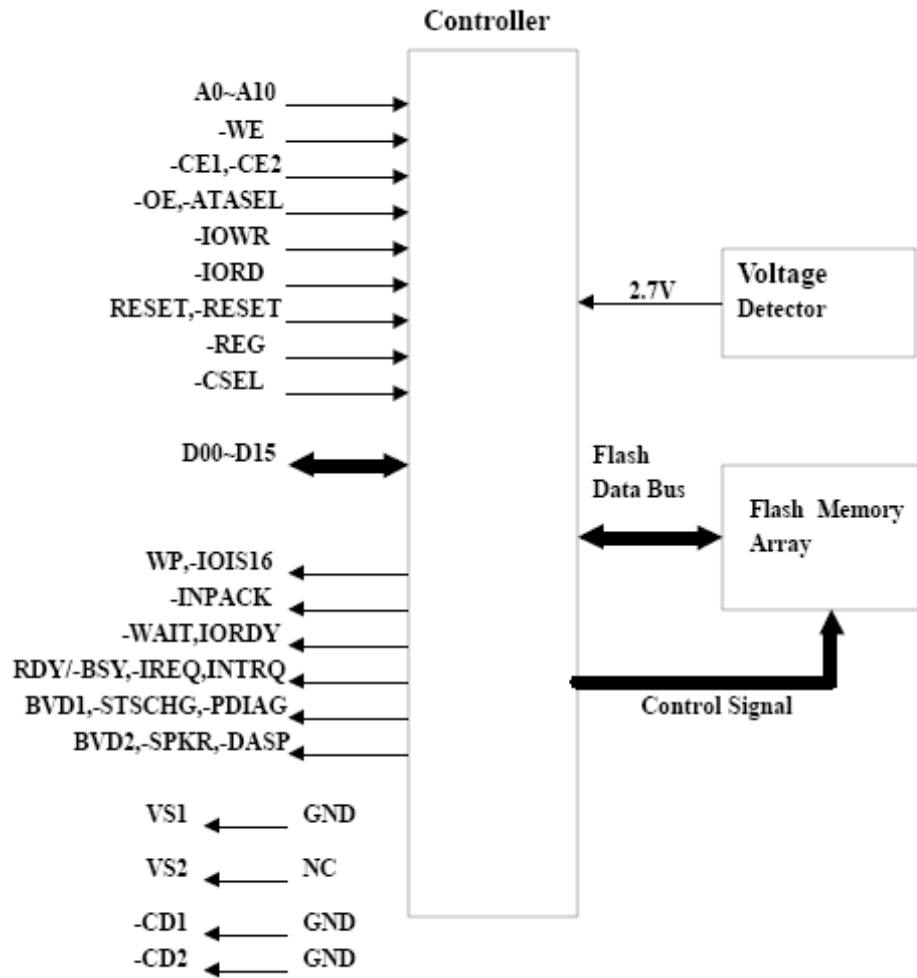 Controller
A0~A10
-WE
-CE1,-CE2
-OE,-ATASEL
-IOWR
-IORD
RESET,-RESET
-REG
-CSEL
D00~D15
WP,-IOIS16
-INPACK
-WAIT,IORDY
RDY/-BSY,-IREQ,INTRQ
BVD1,-STSCHG,-PDIAG
BVD2,-SPKR,-DASP
VS1 GND
VS2 NC
-CD1 GND
-CD2 GND
2.7V
Voltage
Detector
Flash
Data Bus
Flash Memory
Array
Control Signal